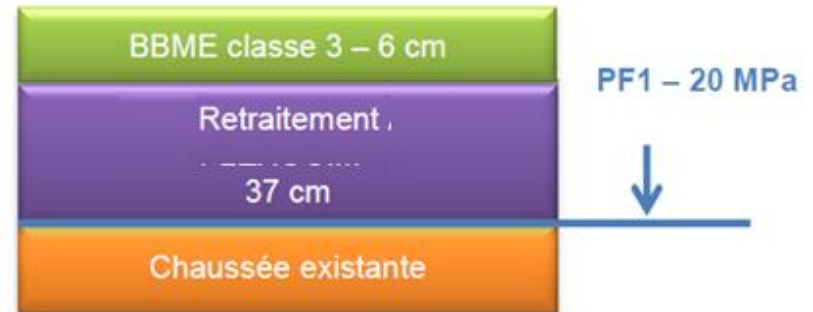 BBME classe 3 – 6 cm
PF1 – 20 MPa
Retraitement
37 cm
Chaussée existante